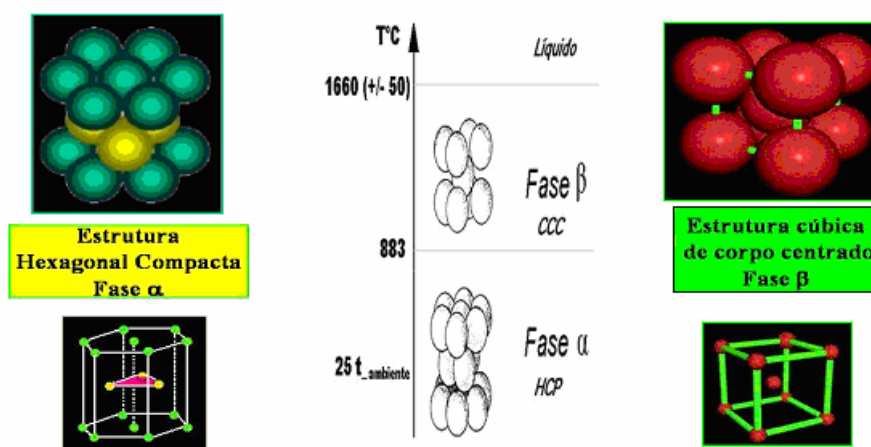 T°C
Líquido
1660 (+/- 50)
Fase β
CCC
883
Fase α
HCP
25 t_ambiente
Estrutura
Hexagonal Compacta
Fase α
Estrutura cúbica
de corpo centrado
Fase β